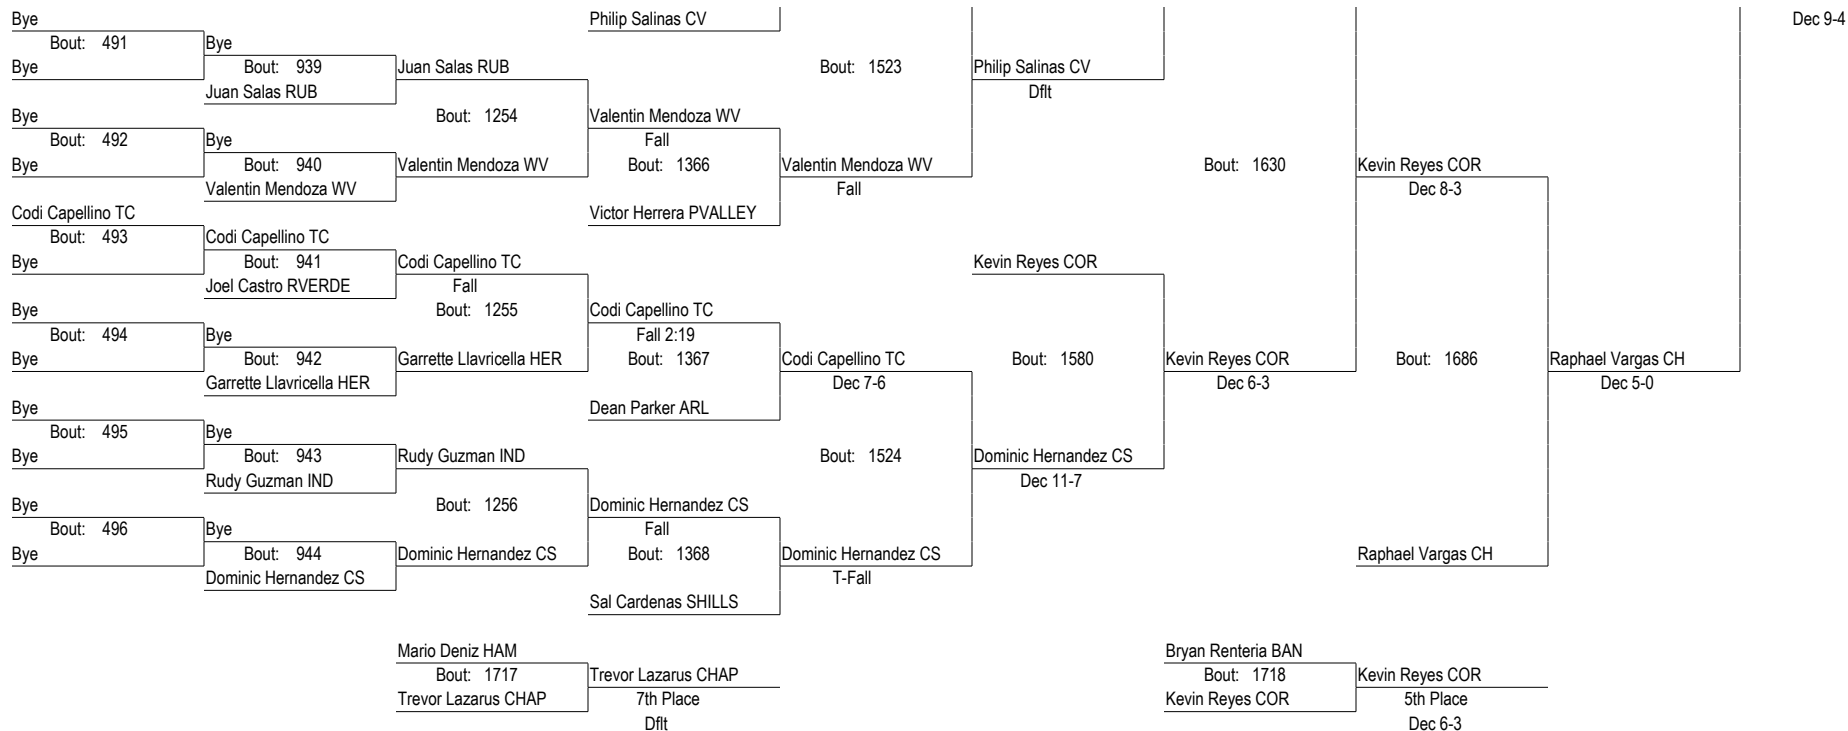 Bye Philip Salinas CV Dec 9-4
Bout: 491 Bye
Bye Bout: 939 Juan Salas RUB Bout: 1523 Philip Salinas CV
Juan Salas RUB Dflt
Bye Bout: 1254 Valentin Mendoza WV
Bout: 492 Bye Fall
Bye Bout: 940 Valentin Mendoza WV Bout: 1366 Valentin Mendoza WV Bout: 1630 Kevin Reyes COR
Valentin Mendoza WV Fall Dec 8-3
Codi Capellino TC Victor Herrera PVALLEY
Bout: 493 Codi Capellino TC
Bye Bout: 941 Codi Capellino TC Kevin Reyes COR
Joel Castro RVERDE Fall
Bye Bout: 1255 Codi Capellino TC
Bout: 494 Bye Fall 2:19
Bye Bout: 942 Garrette Llavricella HER Bout: 1367 Codi Capellino TC Bout: 1580 Kevin Reyes COR Bout: 1686 Raphael Vargas CH
Garrette Llavricella HER Dec 7-6 Dec 6-3 Dec 5-0
Bye Dean Parker ARL
Bout: 495 Bye
Bye Bout: 943 Rudy Guzman IND Bout: 1524 Dominic Hernandez CS
Rudy Guzman IND Dec 11-7
Bye Bout: 1256 Dominic Hernandez CS
Bout: 496 Bye Fall
Bye Bout: 944 Dominic Hernandez CS Bout: 1368 Dominic Hernandez CS Raphael Vargas CH
Dominic Hernandez CS T-Fall
Sal Cardenas SHILLS
Mario Deniz HAM Bryan Renteria BAN
Bout: 1717 Trevor Lazarus CHAP Bout: 1718 Kevin Reyes COR
Trevor Lazarus CHAP 7th Place Kevin Reyes COR 5th Place
Dflt Dec 6-3